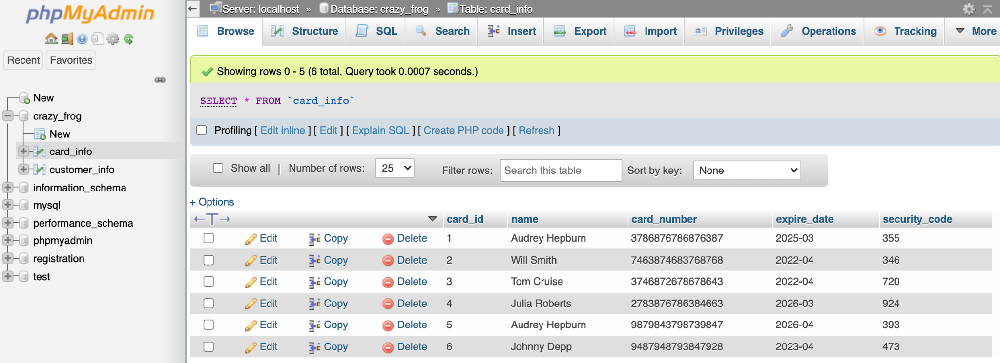 phpMyAdmin
Recent Favorites
New
crazy_frog
New
card_info
customer_info
information_schema
mysql
performance_schema
phpmyadmin
registration
test
Server: localhost » Database: crazy_frog » Table: card_info
Browse Structure SQL Search Insert Export Import Privileges Operations Tracking More
Showing rows 0 - 5 (6 total, Query took 0.0007 seconds.)
SELECT * FROM `card_info`
Profiling [ Edit inline ] [ Edit ] [ Explain SQL ] [ Create PHP code ] [ Refresh ]
Show all | Number of rows: 25 Filter rows: Search this table Sort by key: None
+ Options
←T→ card_id name card_number expire_date security_code
Edit Copy Delete 1 Audrey Hepburn 3786876786876387 2025-03 355
Edit Copy Delete 2 Will Smith 7463874683768768 2022-04 346
Edit Copy Delete 3 Tom Cruise 3746872678678643 2022-04 720
Edit Copy Delete 4 Julia Roberts 2783876786384663 2026-03 924
Edit Copy Delete 5 Audrey Hepburn 9879843798739847 2026-04 393
Edit Copy Delete 6 Johnny Depp 9487948793847928 2023-04 473